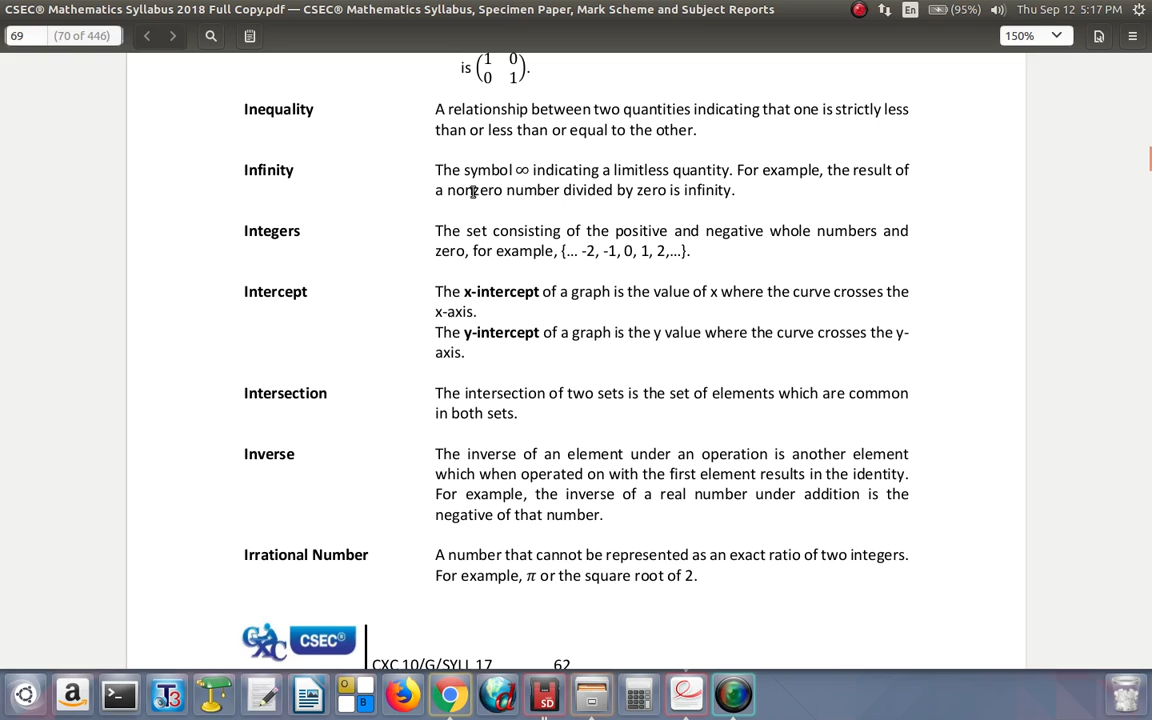 CSEC® Mathematics Syllabus 2018 Full Copy.pdf — CSEC® Mathematics Syllabus, Specimen Paper, Mark Scheme and Subject Reports
En (95%) Thu Sep 12 5:17 PM
69 (70 of 446) 150%
is (1 0
0 1).
Inequality A relationship between two quantities indicating that one is strictly less
than or less than or equal to the other.
Infinity The symbol ∞ indicating a limitless quantity. For example, the result of
a nonzero number divided by zero is infinity.
Integers The set consisting of the positive and negative whole numbers and
zero, for example, {... -2, -1, 0, 1, 2,...}.
Intercept The x-intercept of a graph is the value of x where the curve crosses the
x-axis.
The y-intercept of a graph is the y value where the curve crosses the y-
axis.
Intersection The intersection of two sets is the set of elements which are common
in both sets.
Inverse The inverse of an element under an operation is another element
which when operated on with the first element results in the identity.
For example, the inverse of a real number under addition is the
negative of that number.
Irrational Number A number that cannot be represented as an exact ratio of two integers.
For example, π or the square root of 2.
CXC CSEC®
CXC 10/G/SYLL 17 62